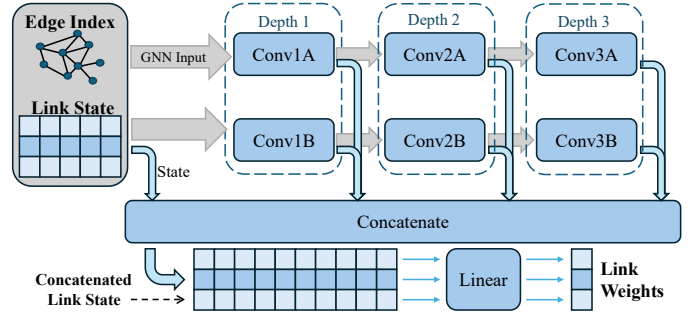 Edge Index
Link State
GNN Input
State
Depth 1
Depth 2
Depth 3
Conv1A
Conv2A
Conv3A
Conv1B
Conv2B
Conv3B
Concatenate
Concatenated
Link State
Linear
Link
Weights